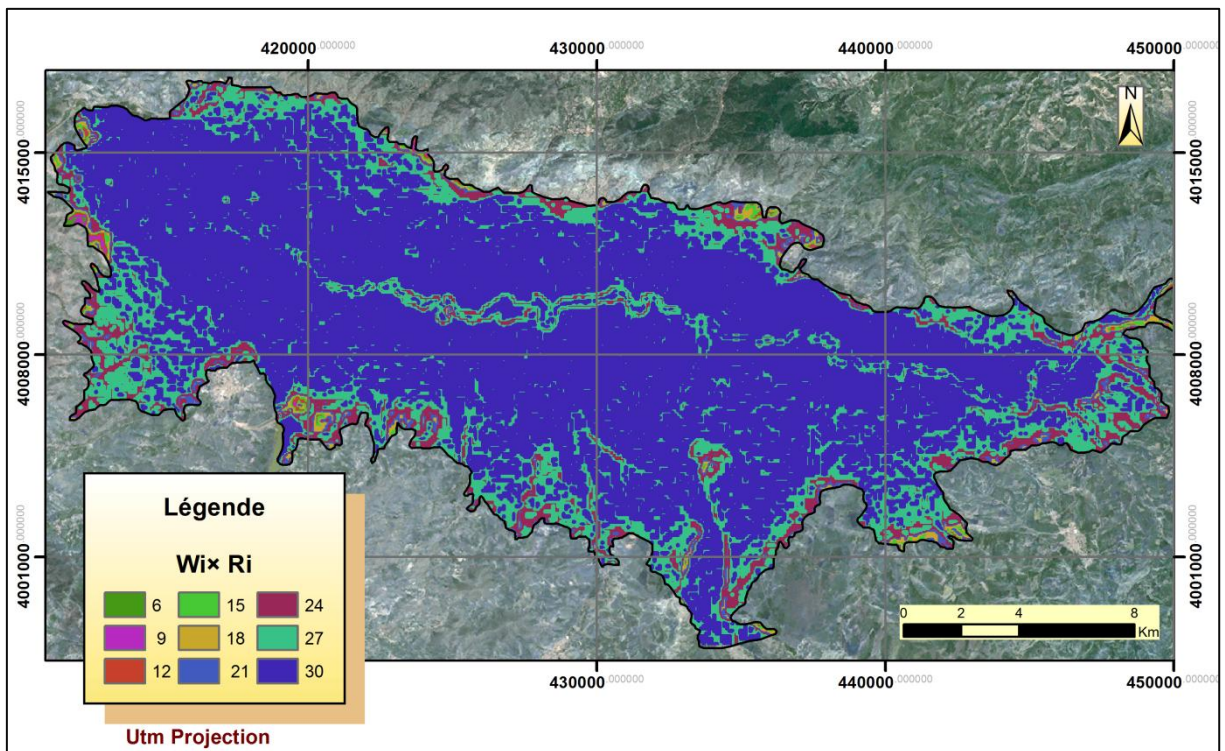 420000.000000 430000.000000 440000.000000 450000.000000
N
4015000.000000 4015000.000000
4008000.000000 4008000.000000
4001000.000000 4001000.000000
Légende
Wi× Ri
6 15 24
9 18 27
12 21 30
0 2 4 8
Km
430000.000000 440000.000000 450000.000000
Utm Projection